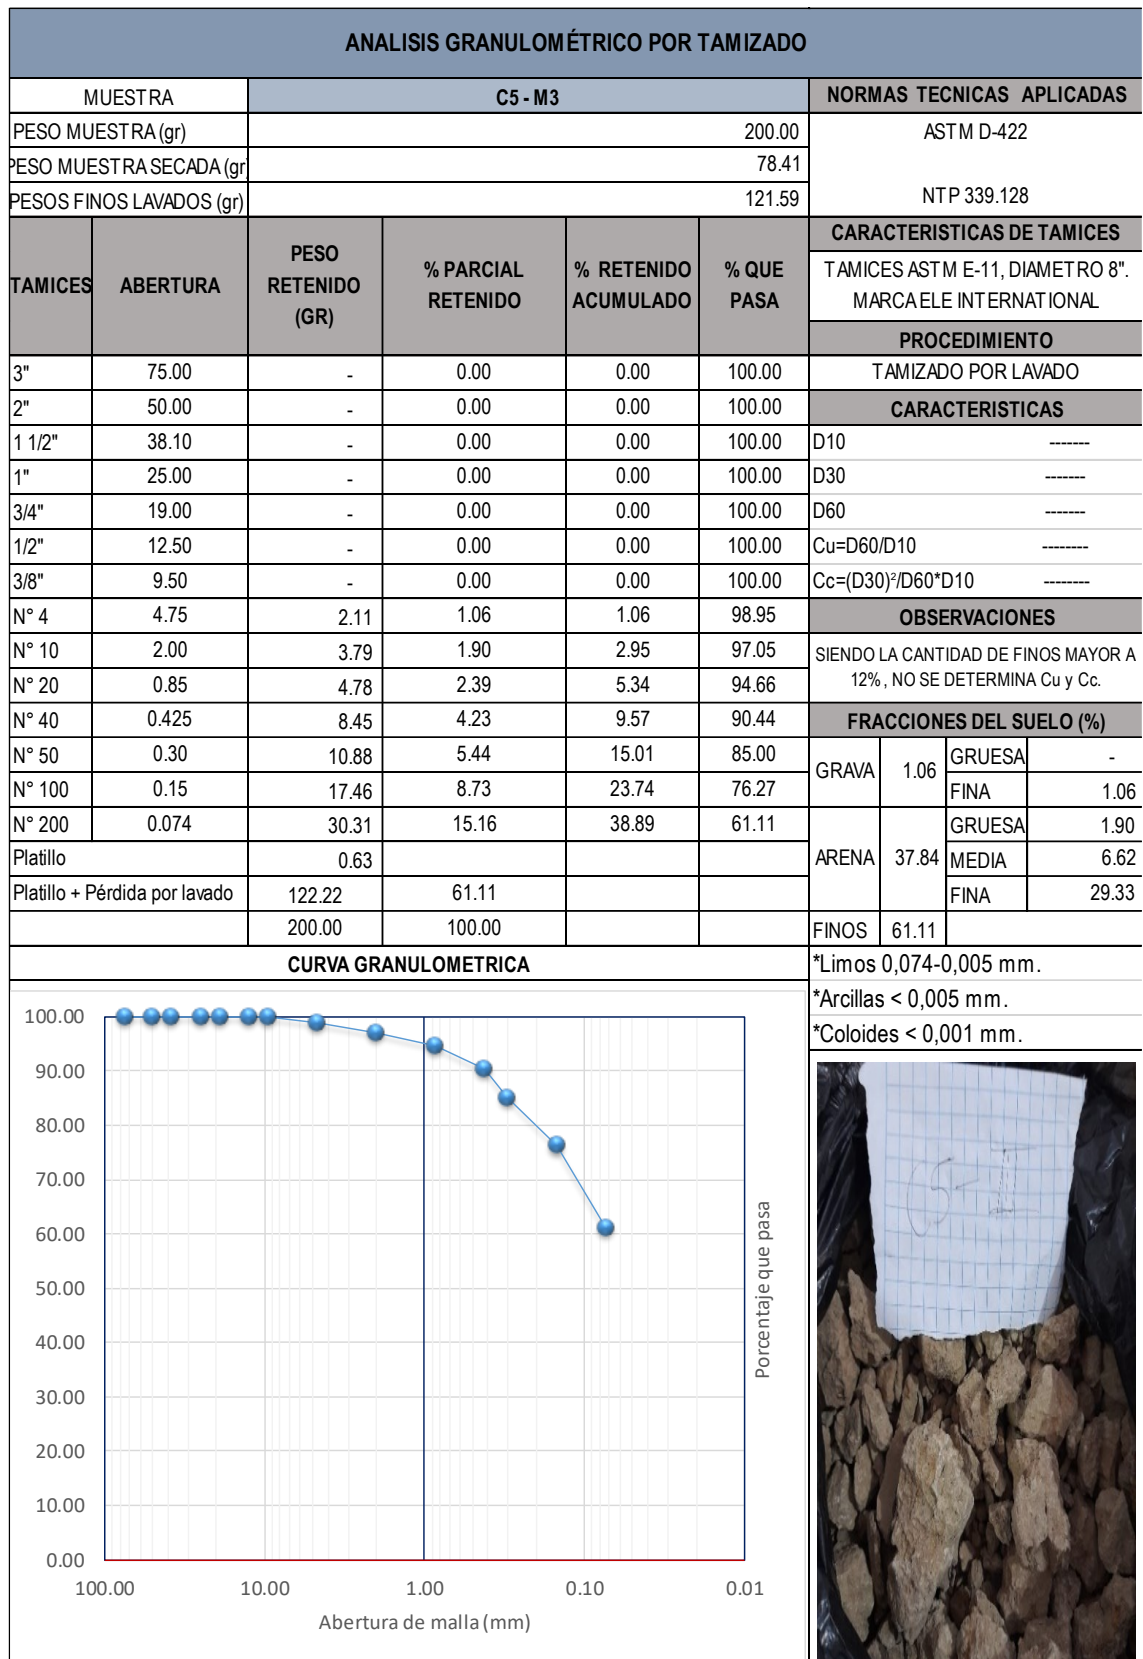 ANALISIS GRANULOMÉTRICO POR TAMIZADO
MUESTRA C5 - M3 NORMAS TECNICAS APLICADAS
PESO MUESTRA (gr) 200.00 ASTM D-422
PESO MUESTRA SECADA (gr) 78.41
PESOS FINOS LAVADOS (gr) 121.59 NTP 339.128
TAMICES ABERTURA PESO RETENIDO (GR) % PARCIAL RETENIDO % RETENIDO ACUMULADO % QUE PASA
CARACTERISTICAS DE TAMICES
TAMICES ASTM E-11, DIAMETRO 8".
MARCA ELE INTERNATIONAL
PROCEDIMIENTO
3" 75.00 - 0.00 0.00 100.00 TAMIZADO POR LAVADO
2" 50.00 - 0.00 0.00 100.00 CARACTERISTICAS
1 1/2" 38.10 - 0.00 0.00 100.00 D10 -------
1" 25.00 - 0.00 0.00 100.00 D30 -------
3/4" 19.00 - 0.00 0.00 100.00 D60 -------
1/2" 12.50 - 0.00 0.00 100.00 Cu=D60/D10 --------
3/8" 9.50 - 0.00 0.00 100.00 Cc=(D30)²/D60*D10 --------
N° 4 4.75 2.11 1.06 1.06 98.95 OBSERVACIONES
N° 10 2.00 3.79 1.90 2.95 97.05 SIENDO LA CANTIDAD DE FINOS MAYOR A
N° 20 0.85 4.78 2.39 5.34 94.66 12% , NO SE DETERMINA Cu y Cc.
N° 40 0.425 8.45 4.23 9.57 90.44 FRACCIONES DEL SUELO (%)
N° 50 0.30 10.88 5.44 15.01 85.00 GRAVA 1.06 GRUESA -
N° 100 0.15 17.46 8.73 23.74 76.27 FINA 1.06
N° 200 0.074 30.31 15.16 38.89 61.11 GRUESA 1.90
Platillo 0.63 ARENA 37.84 MEDIA 6.62
Platillo + Pérdida por lavado 122.22 61.11 FINA 29.33
200.00 100.00 FINOS 61.11
CURVA GRANULOMETRICA
*Limos 0,074-0,005 mm.
*Arcillas < 0,005 mm.
*Coloides < 0,001 mm.
100.00
90.00
80.00
70.00
60.00
50.00
40.00
30.00
20.00
10.00
0.00
100.00 10.00 1.00 0.10 0.01
Abertura de malla (mm)
Porcentaje que pasa